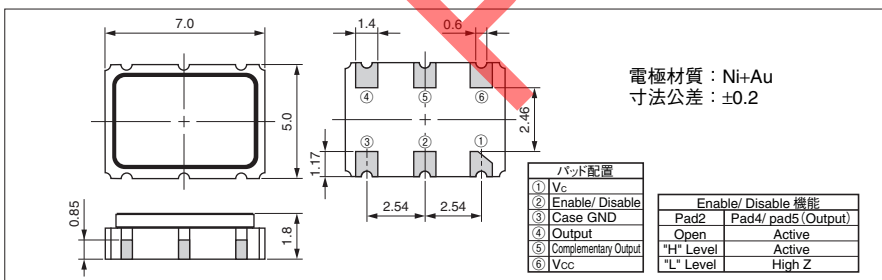 7.0
5.0
0.85
1.8
1.4
0.6
④
⑤
⑥
③
②
①
2.46
1.17
2.54
2.54
電極材質：Ni+Au
寸法公差：±0.2
パッド配置
① Vc
② Enable/ Disable
③ Case GND
④ Output
⑤ Complementary Output
⑥ Vcc
Enable/ Disable 機能
Pad2 Pad4/ pad5（Output）
Open Active
"H" Level Active
"L" Level High Z